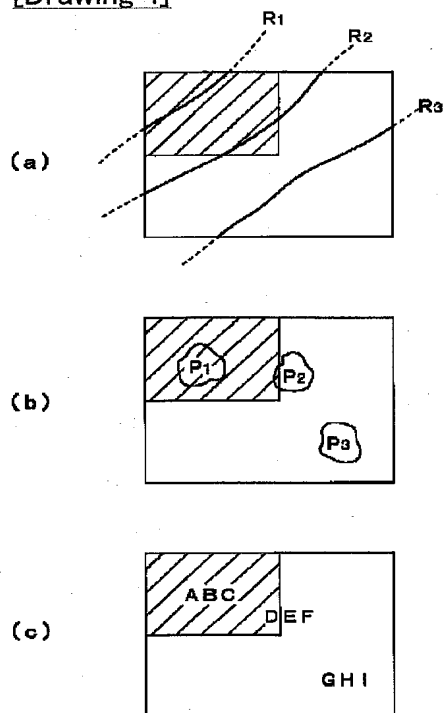 [Drawing 4]
R1
R2
R3
(a)
P1
P2
P3
(b)
ABC
DEF
GHI
(c)